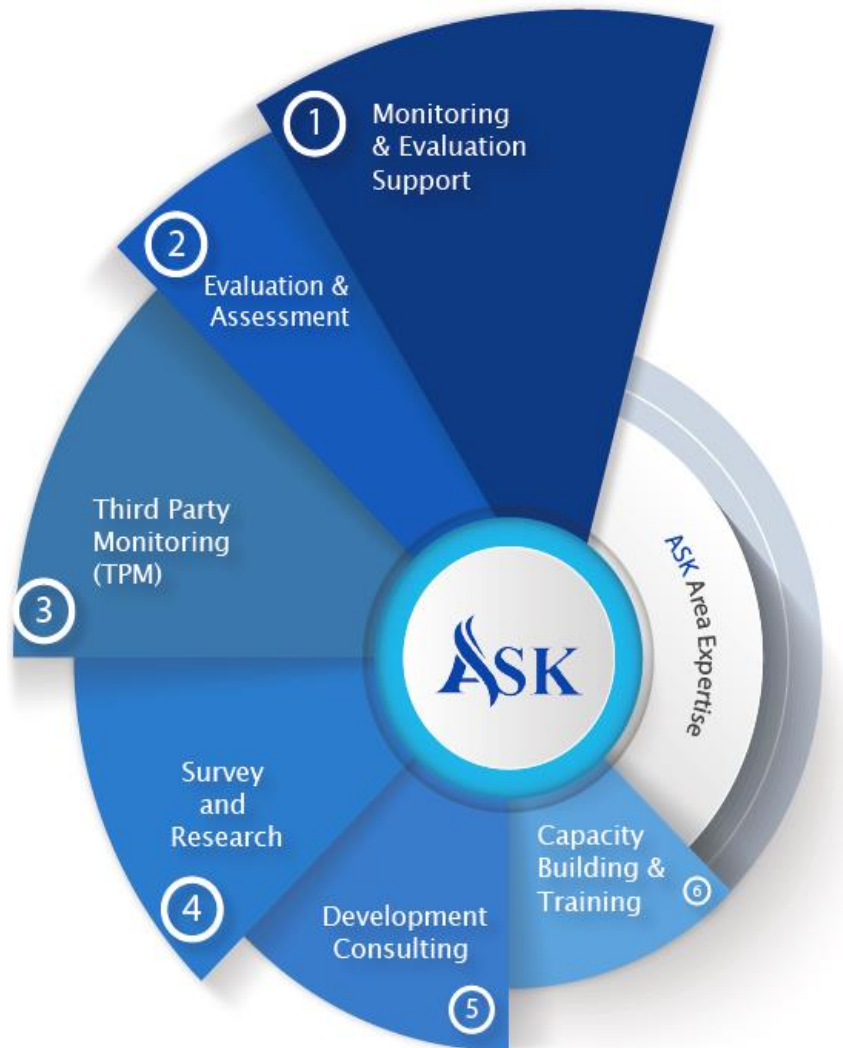 1
Monitoring
& Evaluation
Support
2
Evaluation &
Assessment
3
Third Party
Monitoring
(TPM)
ASK
ASK Area Expertise
Survey
and
Research
4
Development
Consulting
5
Capacity
Building &
Training
6